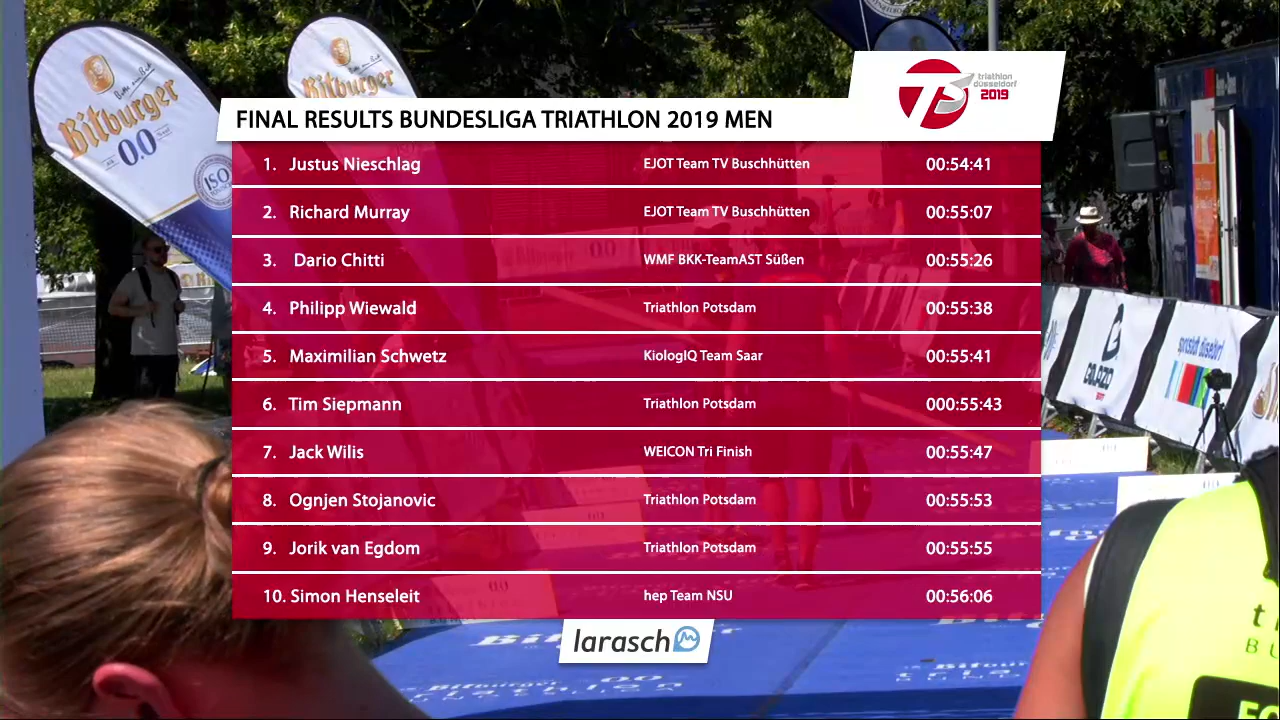 Bitburger
0.0
ISO
Bitburger
triathlon
düsseldorf
2019
FINAL RESULTS BUNDESLIGA TRIATHLON 2019 MEN
1. Justus Nieschlag EJOT Team TV Buschhütten 00:54:41
2. Richard Murray EJOT Team TV Buschhütten 00:55:07
3. Dario Chitti WMF BKK-TeamAST Süßen 00:55:26
4. Philipp Wiewald Triathlon Potsdam 00:55:38
5. Maximilian Schwetz KiologIQ Team Saar 00:55:41
6. Tim Siepmann Triathlon Potsdam 000:55:43
7. Jack Wilis WEICON Tri Finish 00:55:47
8. Ognjen Stojanovic Triathlon Potsdam 00:55:53
9. Jorik van Egdom Triathlon Potsdam 00:55:55
10. Simon Henseleit hep Team NSU 00:56:06
larasch
Bitburger
0.0
Bitburger